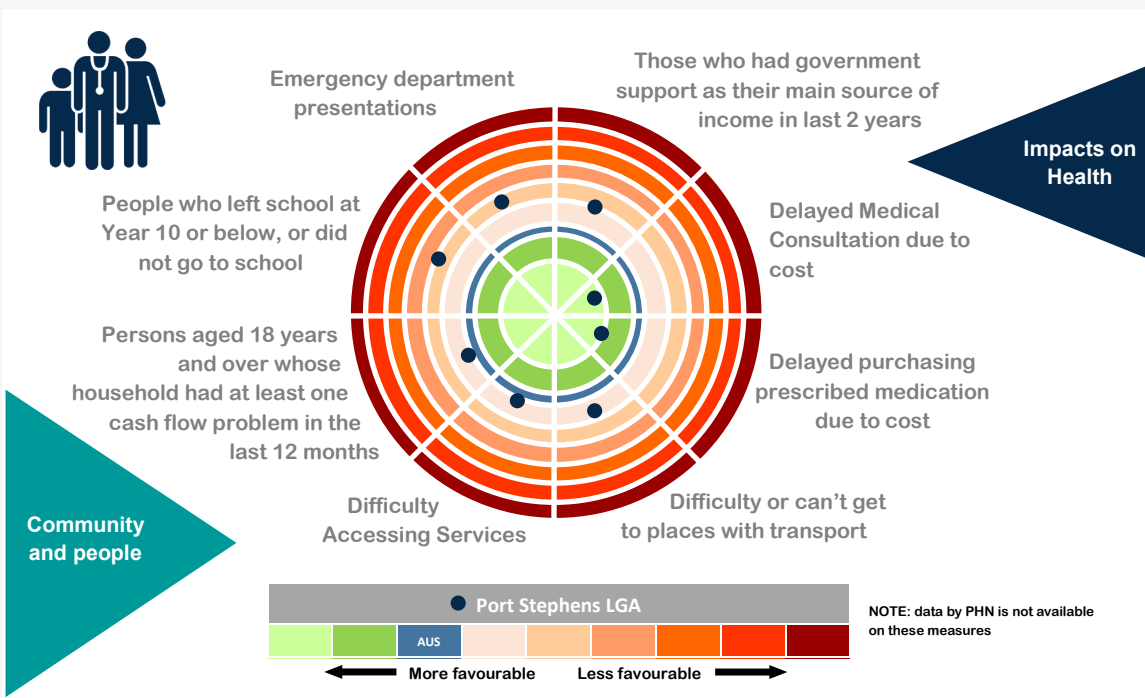 Emergency department
presentations
Those who had government
support as their main source of
income in last 2 years
Impacts on
Health
People who left school at
Year 10 or below, or did
not go to school
Delayed Medical
Consultation due to
cost
Persons aged 18 years
and over whose
household had at least one
cash flow problem in the
last 12 months
Delayed purchasing
prescribed medication
due to cost
Difficulty
Accessing Services
Difficulty or can’t get
to places with transport
Community
and people
Port Stephens LGA
AUS
More favourable Less favourable
NOTE: data by PHN is not available
on these measures